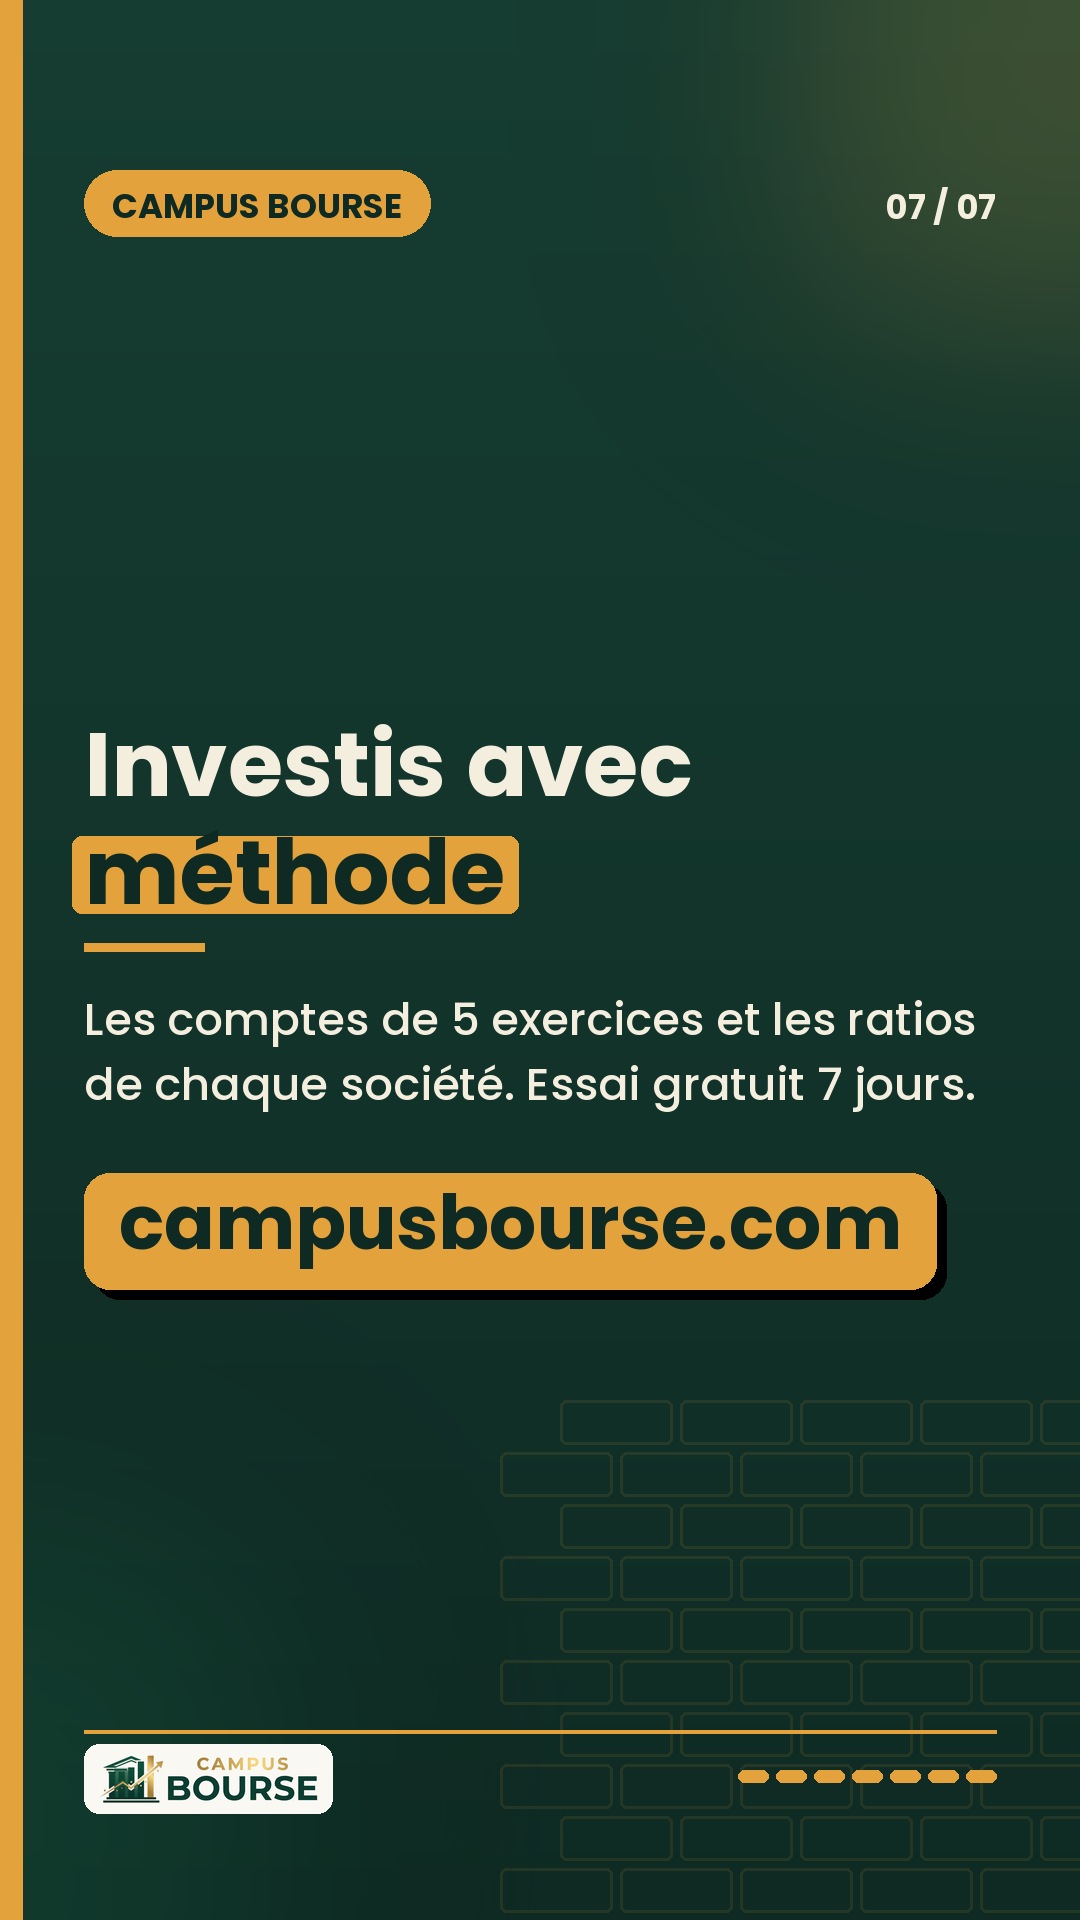 CAMPUS BOURSE
07 / 07
Investis avec
méthode
Les comptes de 5 exercices et les ratios
de chaque société. Essai gratuit 7 jours.
campusbourse.com
CAMPUS
BOURSE